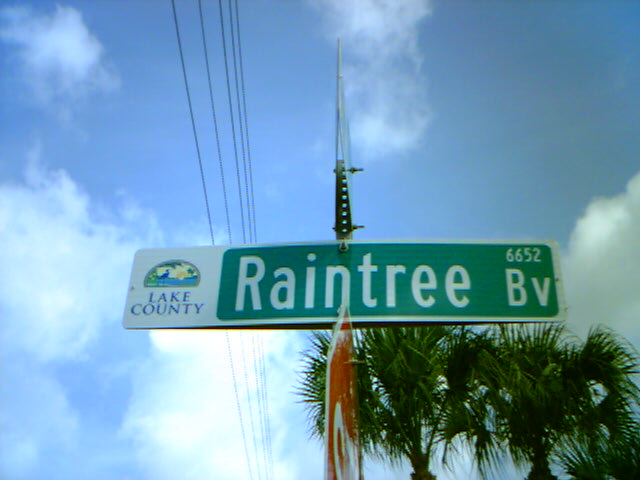 LAKE
COUNTY
Raintree Bv
6652